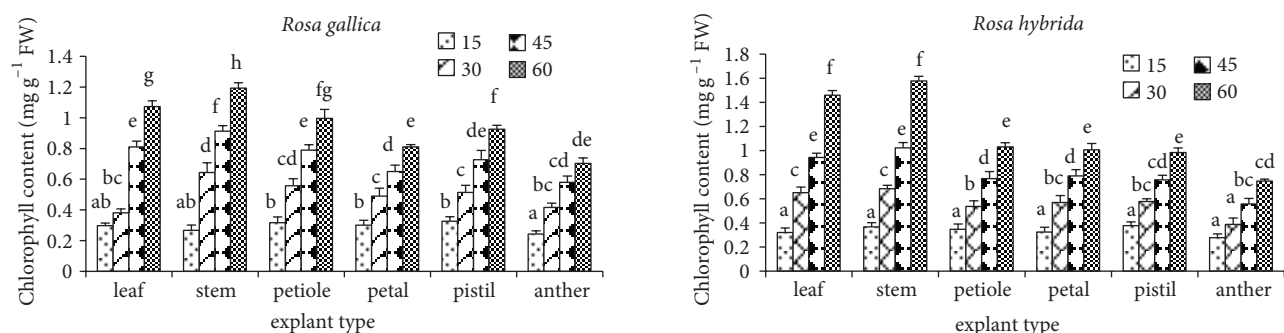 Rosa gallica
Chlorophyll content (mg g−1 FW)
1.4
1.2
1
0.8
0.6
0.4
0.2
0
15 45
30 60
ab bc e g
ab d f h
b cd e fg
b c d e
b c de f
a bc cd de
leaf stem petiole petal pistil anther
explant type
Rosa hybrida
Chlorophyll content (mg g−1 FW)
1.8
1.6
1.4
1.2
1
0.8
0.6
0.4
0.2
0
15 45
30 60
a c e f
a c e f
a b d e
a bc d e
a bc cd e
a a bc cd
leaf stem petiole petal pistil anther
explant type